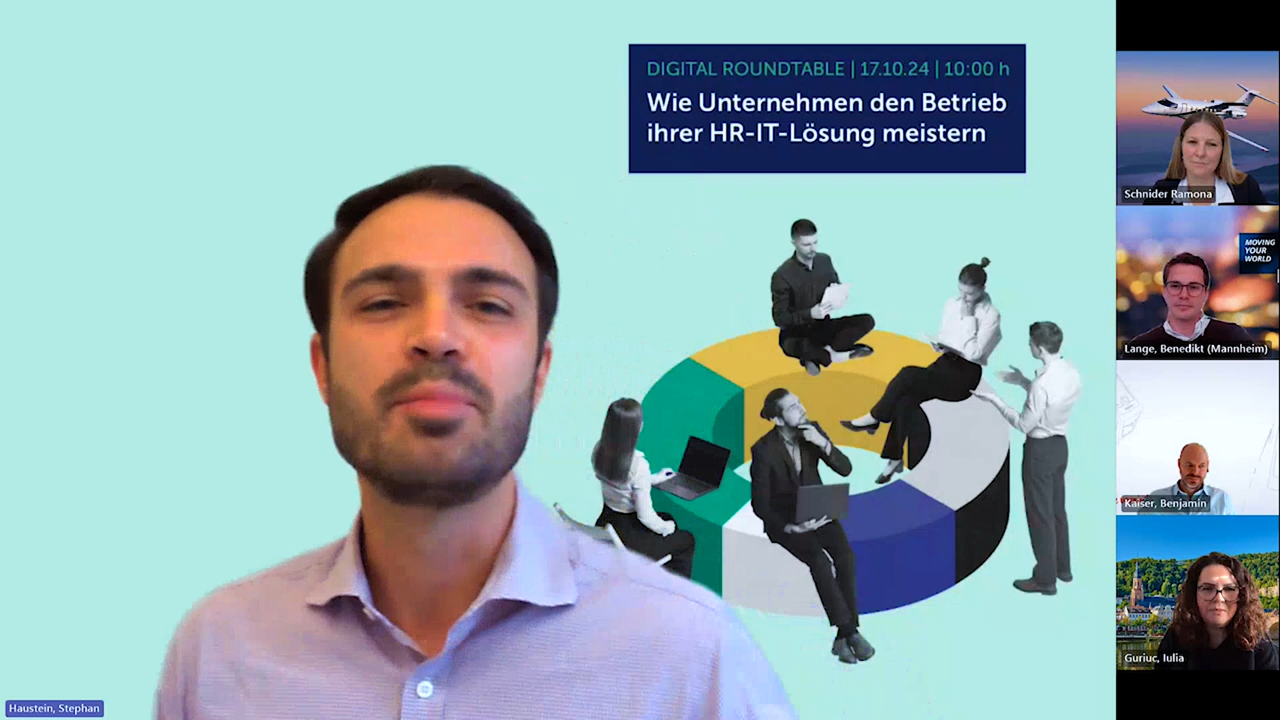 DIGITAL ROUNDTABLE | 17.10.24 | 10:00 h
Wie Unternehmen den Betrieb
ihrer HR-IT-Lösung meistern
Schnider Ramona
MOVING
YOUR
WORLD
Lange, Benedikt (Mannheim)
Kaiser, Benjamin
Guriuc, Iulia
Haustein, Stephan